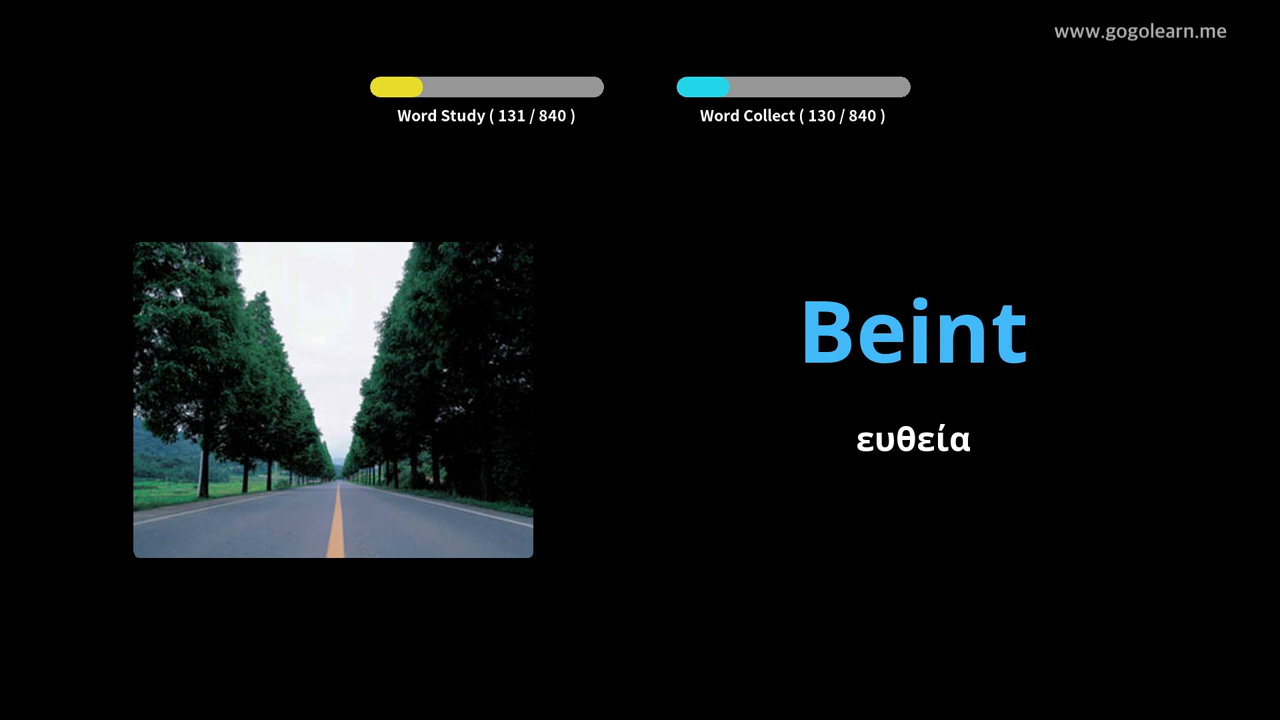 www.gogolearn.me
Word Study ( 131 / 840 )
Word Collect ( 130 / 840 )
Beint
ευθεία